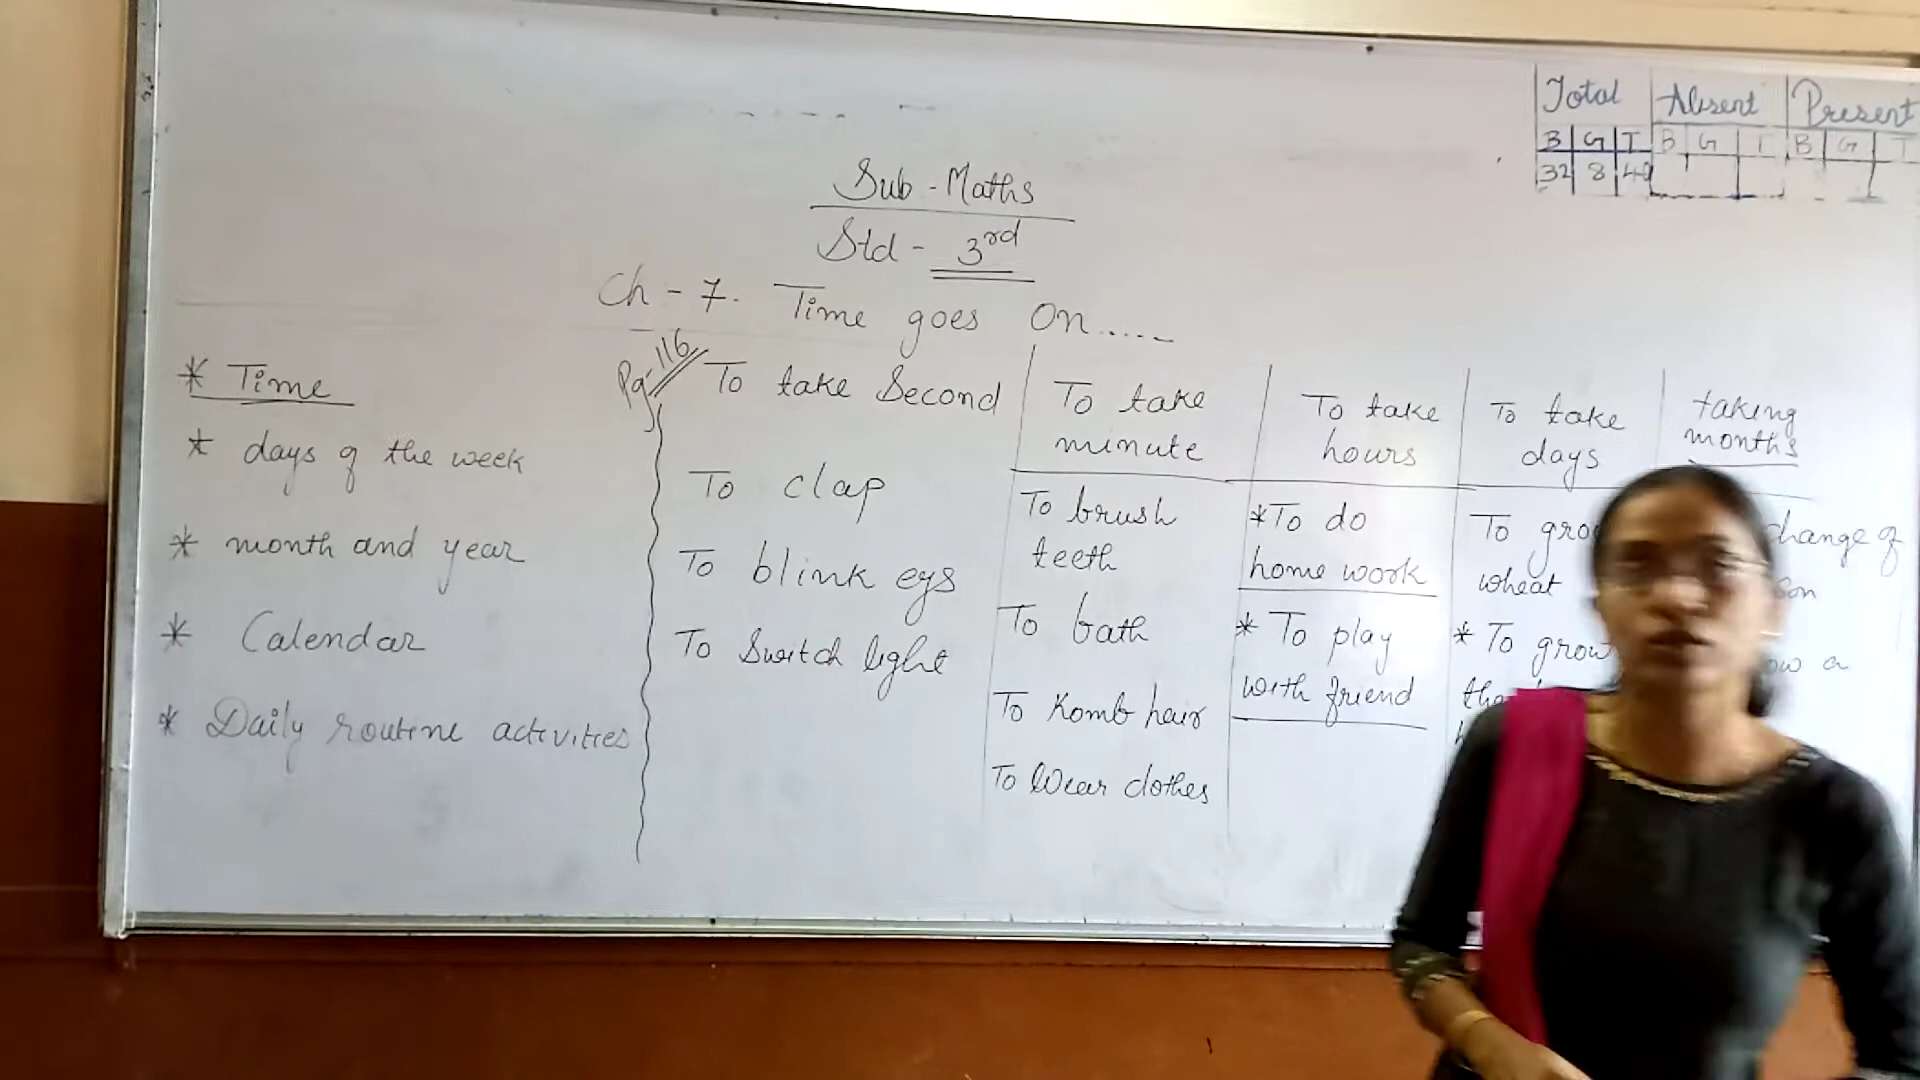 Total Absent Present
B G T B G T B G T
32 8 40
Sub - Maths
Std - 3rd
Ch - 7. Time goes On.....
* Time
* days of the week
* month and year
* Calendar
* Daily routine activities
Pg-116
To take Second
To clap
To blink eys
To Switch light
To take
minute
To brush
teeth
To bath
To Komb hair
To Wear clothes
To take
hours
*To do
home work
* To play
with friend
To take
days
To
wheat
* To grow
taking
months
of
a